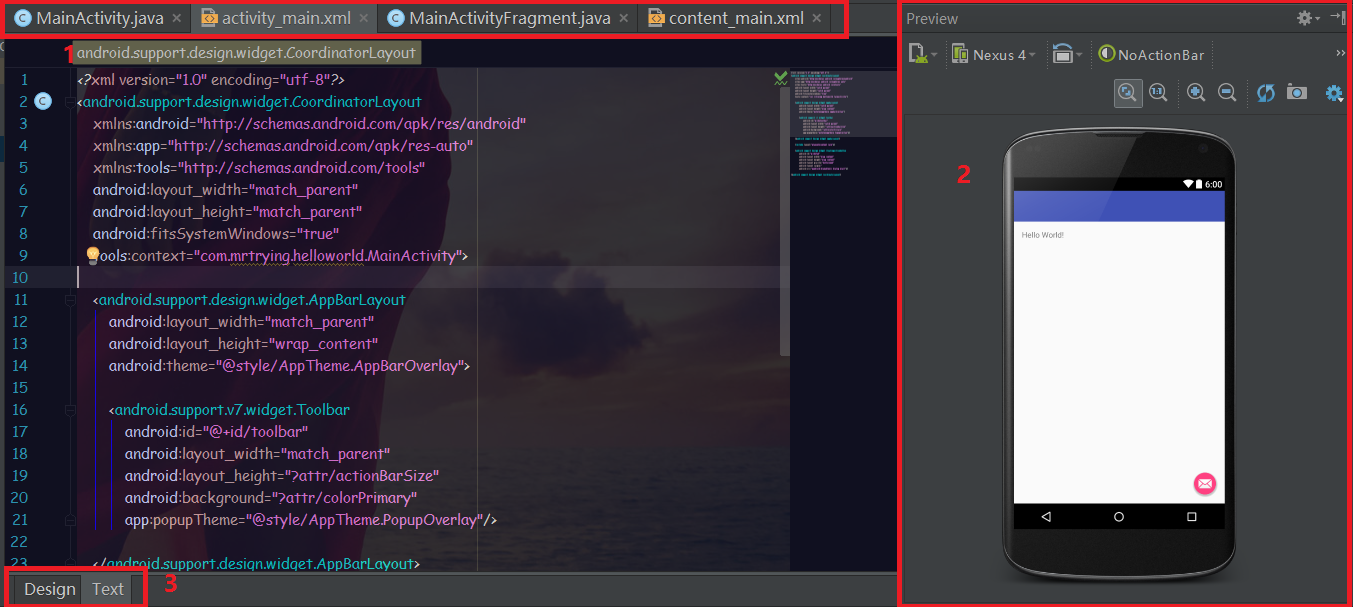 MainActivity.java
activity_main.xml
MainActivityFragment.java
content_main.xml
1
android.support.design.widget.CoordinatorLayout
1 <?xml version="1.0" encoding="utf-8"?>
2 <android.support.design.widget.CoordinatorLayout
3 xmlns:android="http://schemas.android.com/apk/res/android"
4 xmlns:app="http://schemas.android.com/apk/res-auto"
5 xmlns:tools="http://schemas.android.com/tools"
6 android:layout_width="match_parent"
7 android:layout_height="match_parent"
8 android:fitsSystemWindows="true"
9 ools:context="com.mrtrying.helloworld.MainActivity">
10
11 <android.support.design.widget.AppBarLayout
12 android:layout_width="match_parent"
13 android:layout_height="wrap_content"
14 android:theme="@style/AppTheme.AppBarOverlay">
15
16 <android.support.v7.widget.Toolbar
17 android:id="@+id/toolbar"
18 android:layout_width="match_parent"
19 android:layout_height="?attr/actionBarSize"
20 android:background="?attr/colorPrimary"
21 app:popupTheme="@style/AppTheme.PopupOverlay"/>
22
23 </android.support.design.widget.AppBarLayout>
Design Text
3
Preview
Nexus 4 NoActionBar
1:1
2
6:00
Hello World!